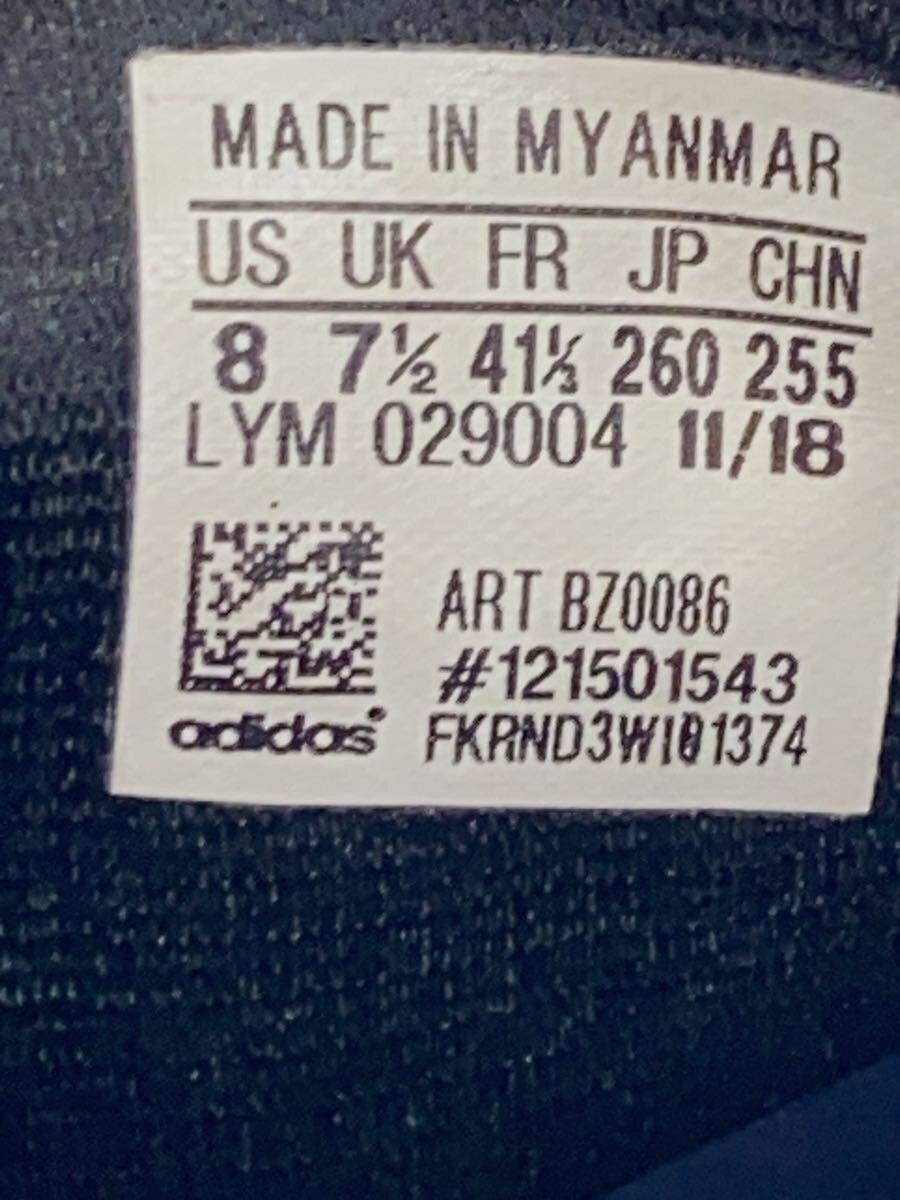 MADE IN MYANMAR
US UK FR JP CHN
8 7½ 41⅓ 260 255
LYM 029004 11/18
ART BZ0086
#121501543
adidas